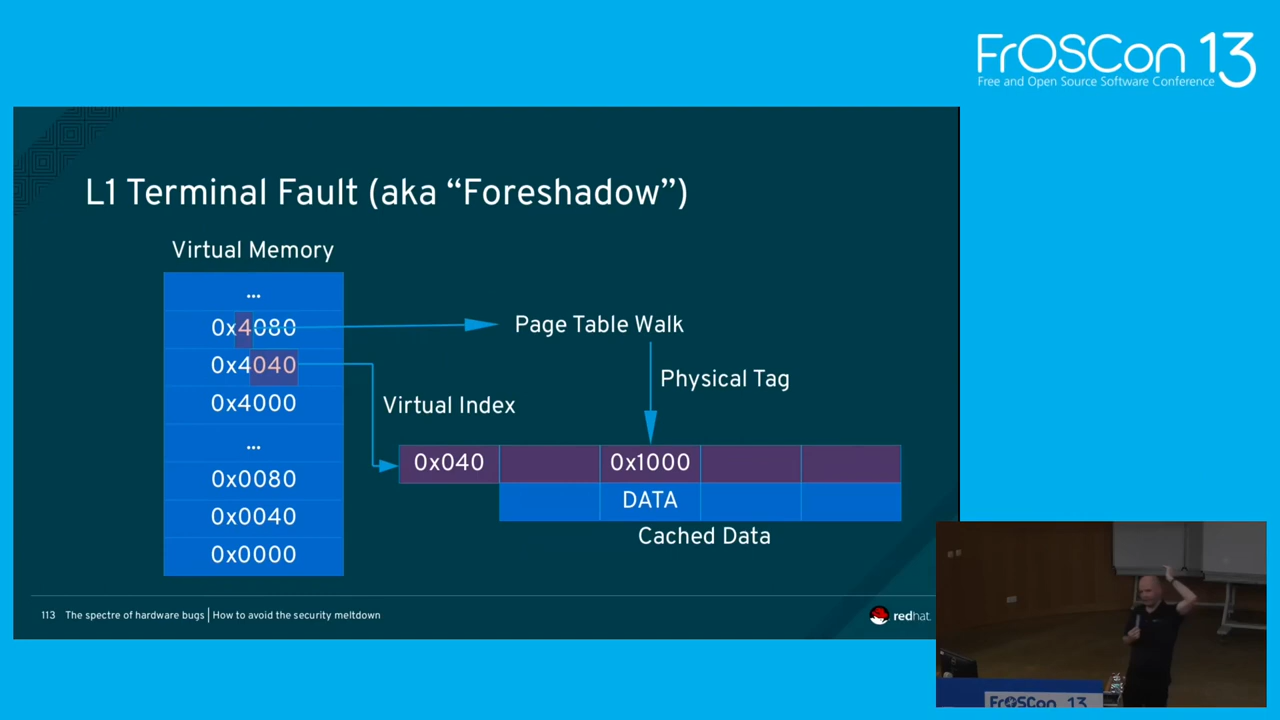 FrOSCon 13
Free and Open Source Software Conference
L1 Terminal Fault (aka “Foreshadow”)
Virtual Memory
...
0x4080
0x4040
0x4000
...
0x0080
0x0040
0x0000
Page Table Walk
Physical Tag
Virtual Index
0x040
0x1000
DATA
Cached Data
113 The spectre of hardware bugs | How to avoid the security meltdown
redhat.
FrOSCon 13